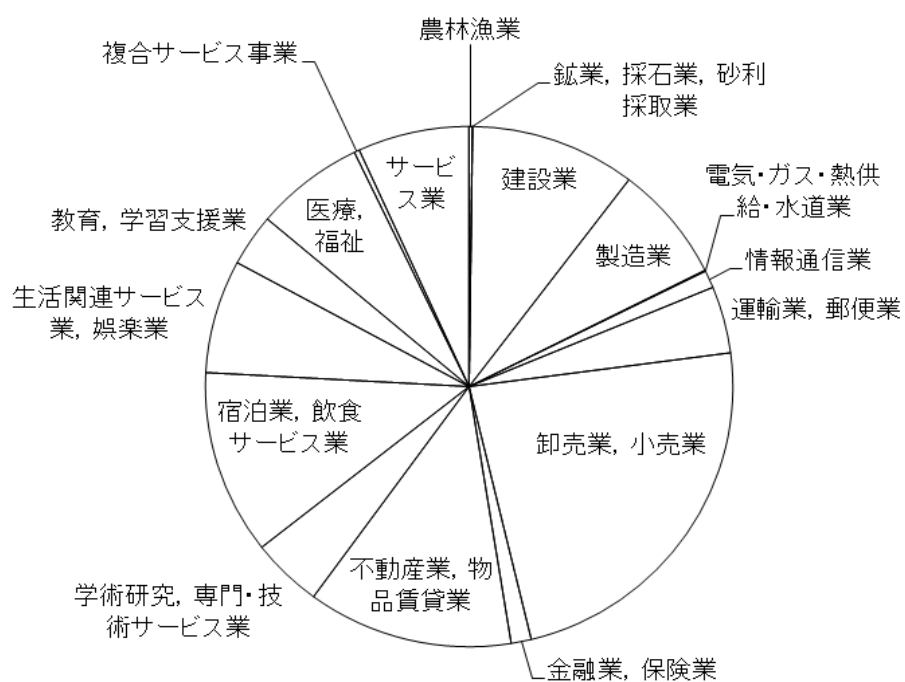 農林漁業
複合サービス事業
鉱業, 採石業, 砂利
採取業
サービ
ス業
建設業
電気・ガス・熱供
給・水道業
医療,
福祉
教育, 学習支援業
製造業
情報通信業
生活関連サービス
業, 娯楽業
運輸業, 郵便業
宿泊業, 飲食
サービス業
卸売業, 小売業
不動産業, 物
品賃貸業
学術研究, 専門・技
術サービス業
金融業, 保険業